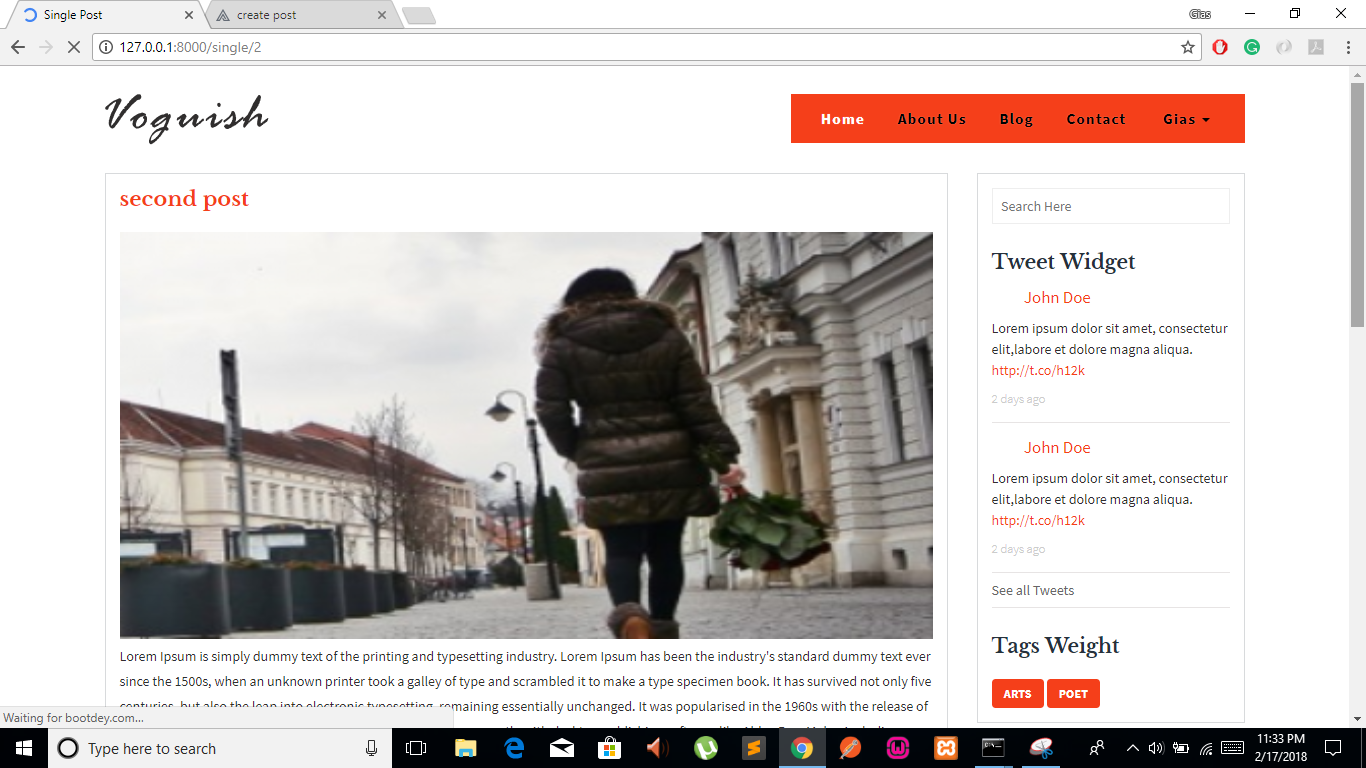 Single Post
create post
Gias
127.0.0.1:8000/single/2
Voguish
Home About Us Blog Contact Gias
second post
Lorem Ipsum is simply dummy text of the printing and typesetting industry. Lorem Ipsum has been the industry's standard dummy text ever
since the 1500s, when an unknown printer took a galley of type and scrambled it to make a type specimen book. It has survived not only five
centuries, but also the leap into electronic typesetting, remaining essentially unchanged. It was popularised in the 1960s with the release of
Search Here
Tweet Widget
John Doe
Lorem ipsum dolor sit amet, consectetur
elit,labore et dolore magna aliqua.
http://t.co/h12k
2 days ago
John Doe
Lorem ipsum dolor sit amet, consectetur
elit,labore et dolore magna aliqua.
http://t.co/h12k
2 days ago
See all Tweets
Tags Weight
ARTS POET
Waiting for bootdey.com...
Type here to search
11:33 PM
2/17/2018